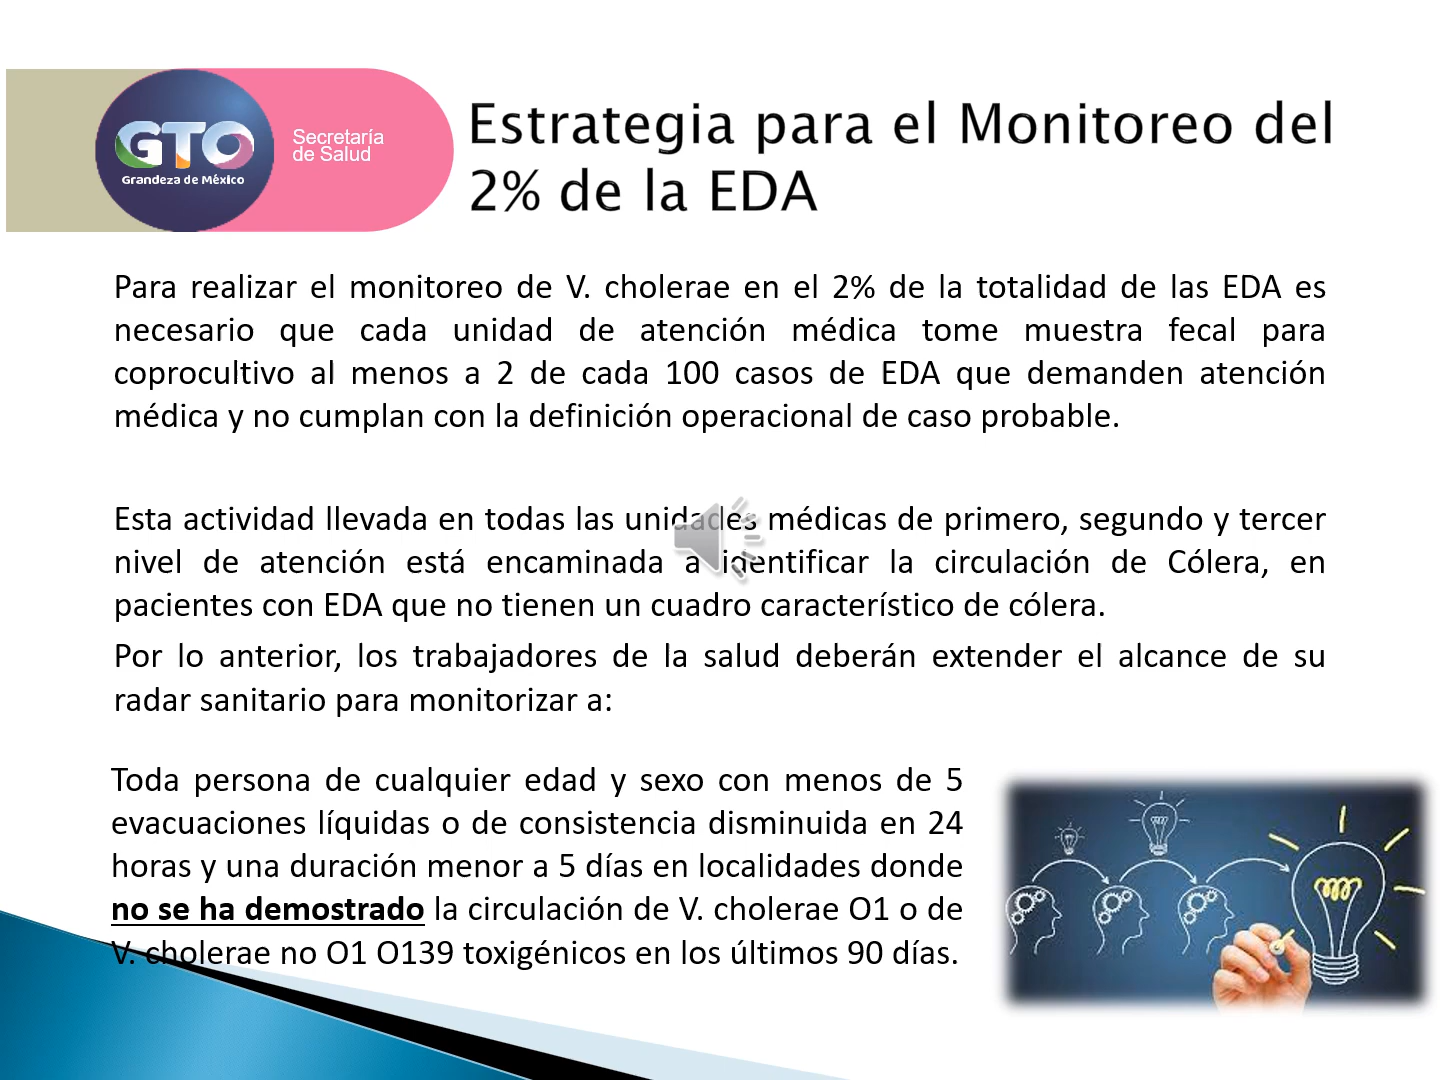 GTO
Grandeza de México
Secretaría
de Salud
Estrategia para el Monitoreo del
2% de la EDA
Para realizar el monitoreo de V. cholerae en el 2% de la totalidad de las EDA es
necesario que cada unidad de atención médica tome muestra fecal para
coprocultivo al menos a 2 de cada 100 casos de EDA que demanden atención
médica y no cumplan con la definición operacional de caso probable.
Esta actividad llevada en todas las unidades médicas de primero, segundo y tercer
nivel de atención está encaminada a identificar la circulación de Cólera, en
pacientes con EDA que no tienen un cuadro característico de cólera.
Por lo anterior, los trabajadores de la salud deberán extender el alcance de su
radar sanitario para monitorizar a:
Toda persona de cualquier edad y sexo con menos de 5
evacuaciones líquidas o de consistencia disminuida en 24
horas y una duración menor a 5 días en localidades donde
no se ha demostrado la circulación de V. cholerae O1 o de
V. cholerae no O1 O139 toxigénicos en los últimos 90 días.